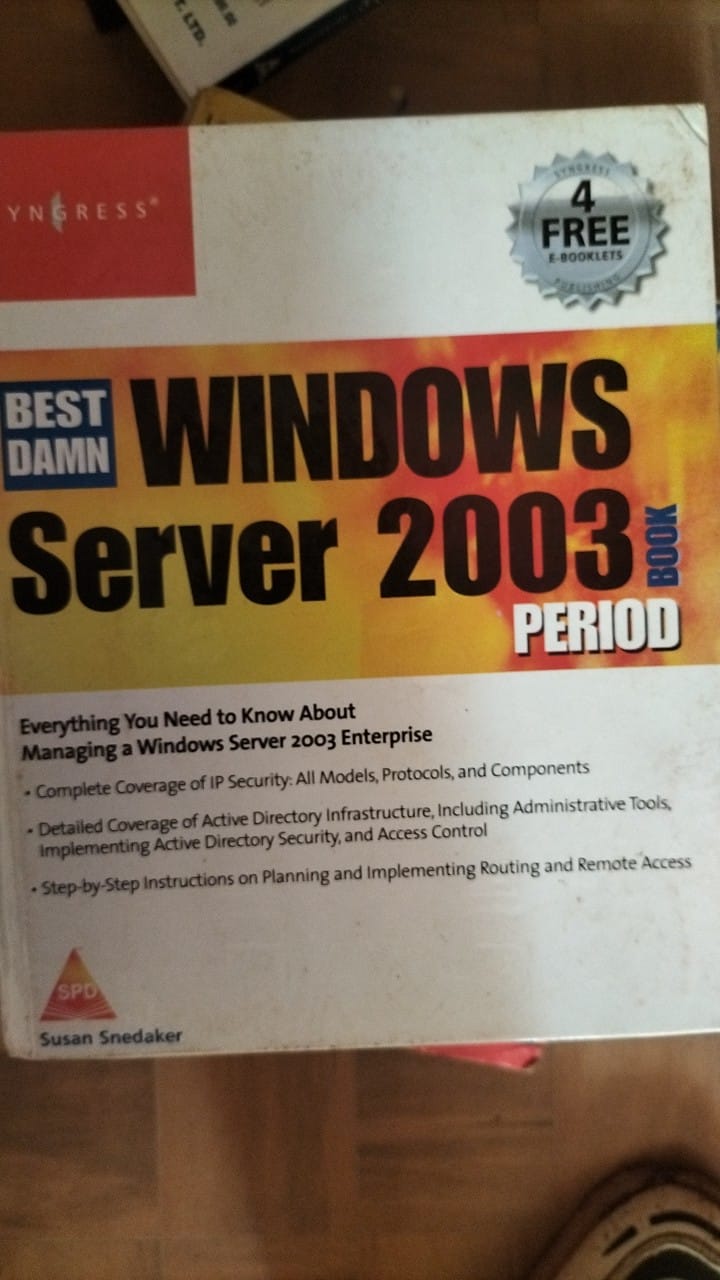 T. LTD.
YNGRESS®
SYNGRESS
4
FREE
E-BOOKLETS
PUBLISHING
BEST
DAMN
WINDOWS
Server 2003
BOOK
PERIOD
Everything You Need to Know About
Managing a Windows Server 2003 Enterprise
• Complete Coverage of IP Security: All Models, Protocols, and Components
• Detailed Coverage of Active Directory Infrastructure, Including Administrative Tools,
Implementing Active Directory Security, and Access Control
• Step-by-Step Instructions on Planning and Implementing Routing and Remote Access
SPD
Susan Snedaker